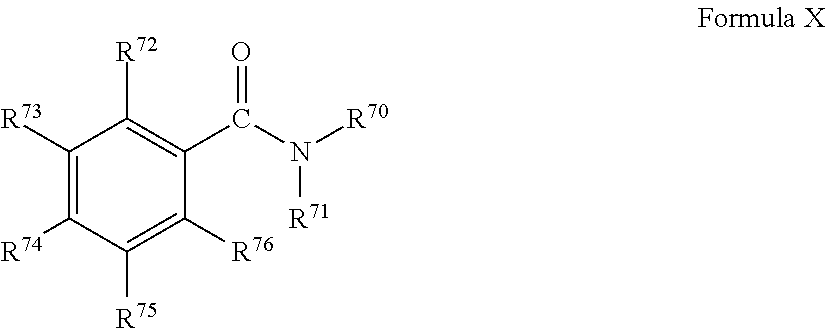 Formula X
R⁷² O
R⁷³ C R⁷⁰
N
R⁷¹
R⁷⁴ R⁷⁶
R⁷⁵